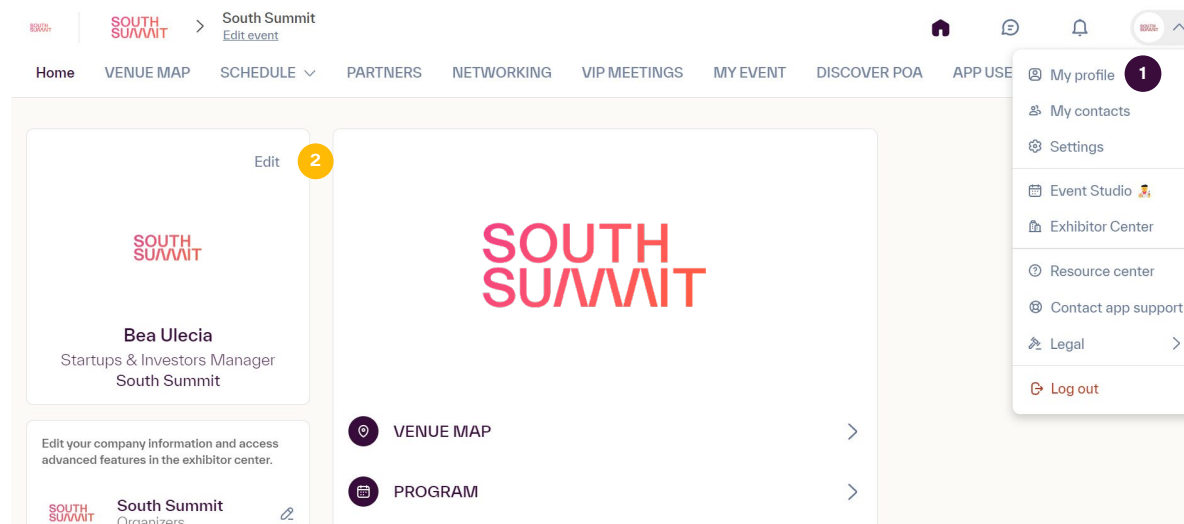 SOUTH
SUMMIT
SOUTH
SUMMIT
South Summit
Edit event
SOUTH
SUMMIT
Home
VENUE MAP
SCHEDULE
PARTNERS
NETWORKING
VIP MEETINGS
MY EVENT
DISCOVER POA
APP USE
My profile
1
My contacts
Settings
Event Studio
Exhibitor Center
Resource center
Contact app support
Legal
Log out
Edit
2
SOUTH
SUMMIT
Bea Ulecia
Startups & Investors Manager
South Summit
Edit your company information and access
advanced features in the exhibitor center.
SOUTH
SUMMIT
South Summit
Organizers
SOUTH
SUMMIT
VENUE MAP
PROGRAM